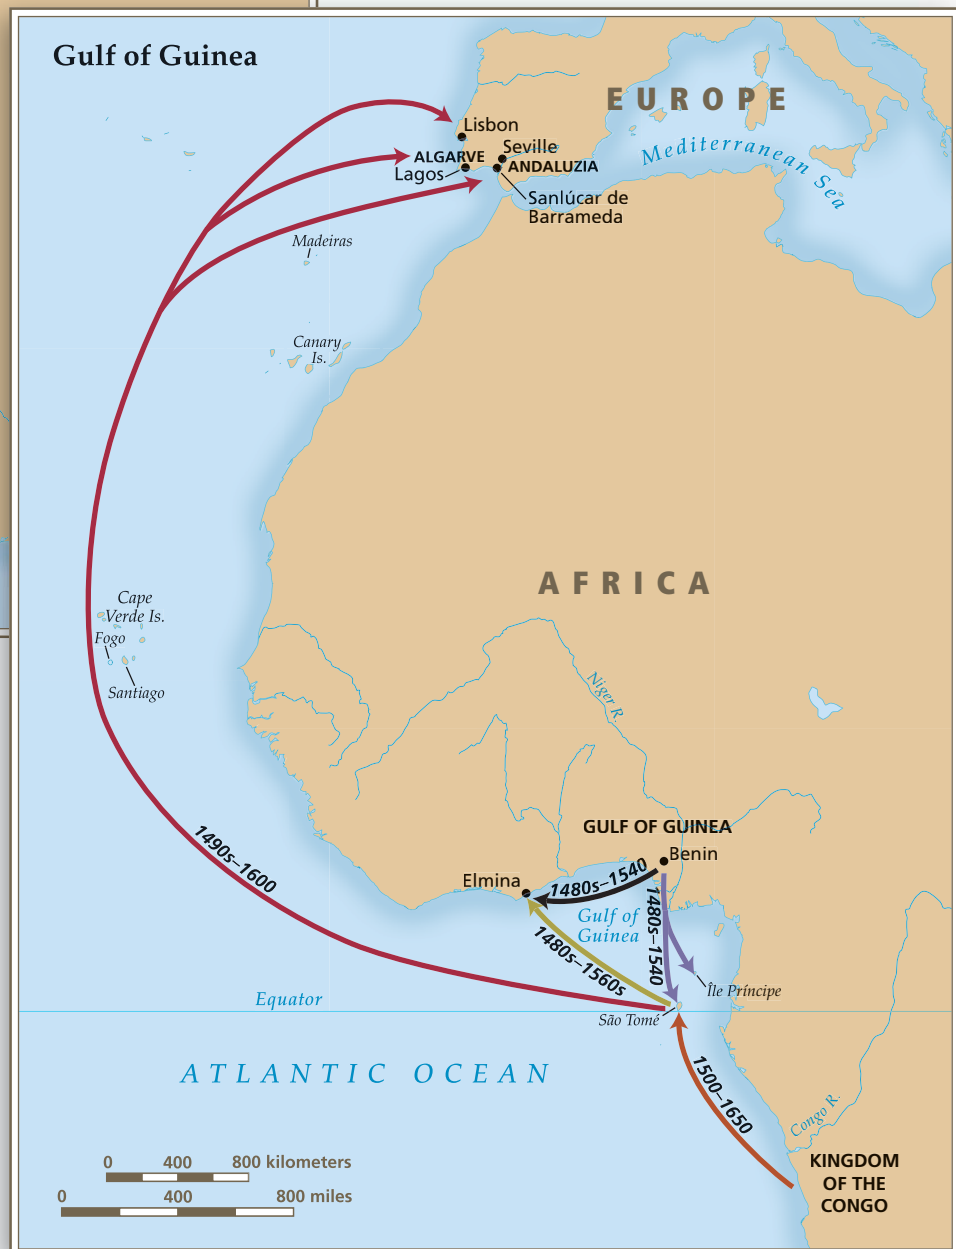 Gulf of Guinea
EUROPE
Lisbon
Seville
ALGARVE
ANDALUZIA
Lagos
Sanlúcar de
Barrameda
Mediterranean Sea
Madeiras
Canary
Is.
AFRICA
Cape
Verde Is.
Fogo
Santiago
Niger R.
1490s–1600
GULF OF GUINEA
Benin
Elmina
1480s–1540
Gulf of
Guinea
1480s–1540
1480s–1560s
Île Príncipe
Equator
São Tomé
ATLANTIC OCEAN
1500–1650
Congo R.
KINGDOM
OF THE
CONGO
0 400 800 kilometers
0 400 800 miles